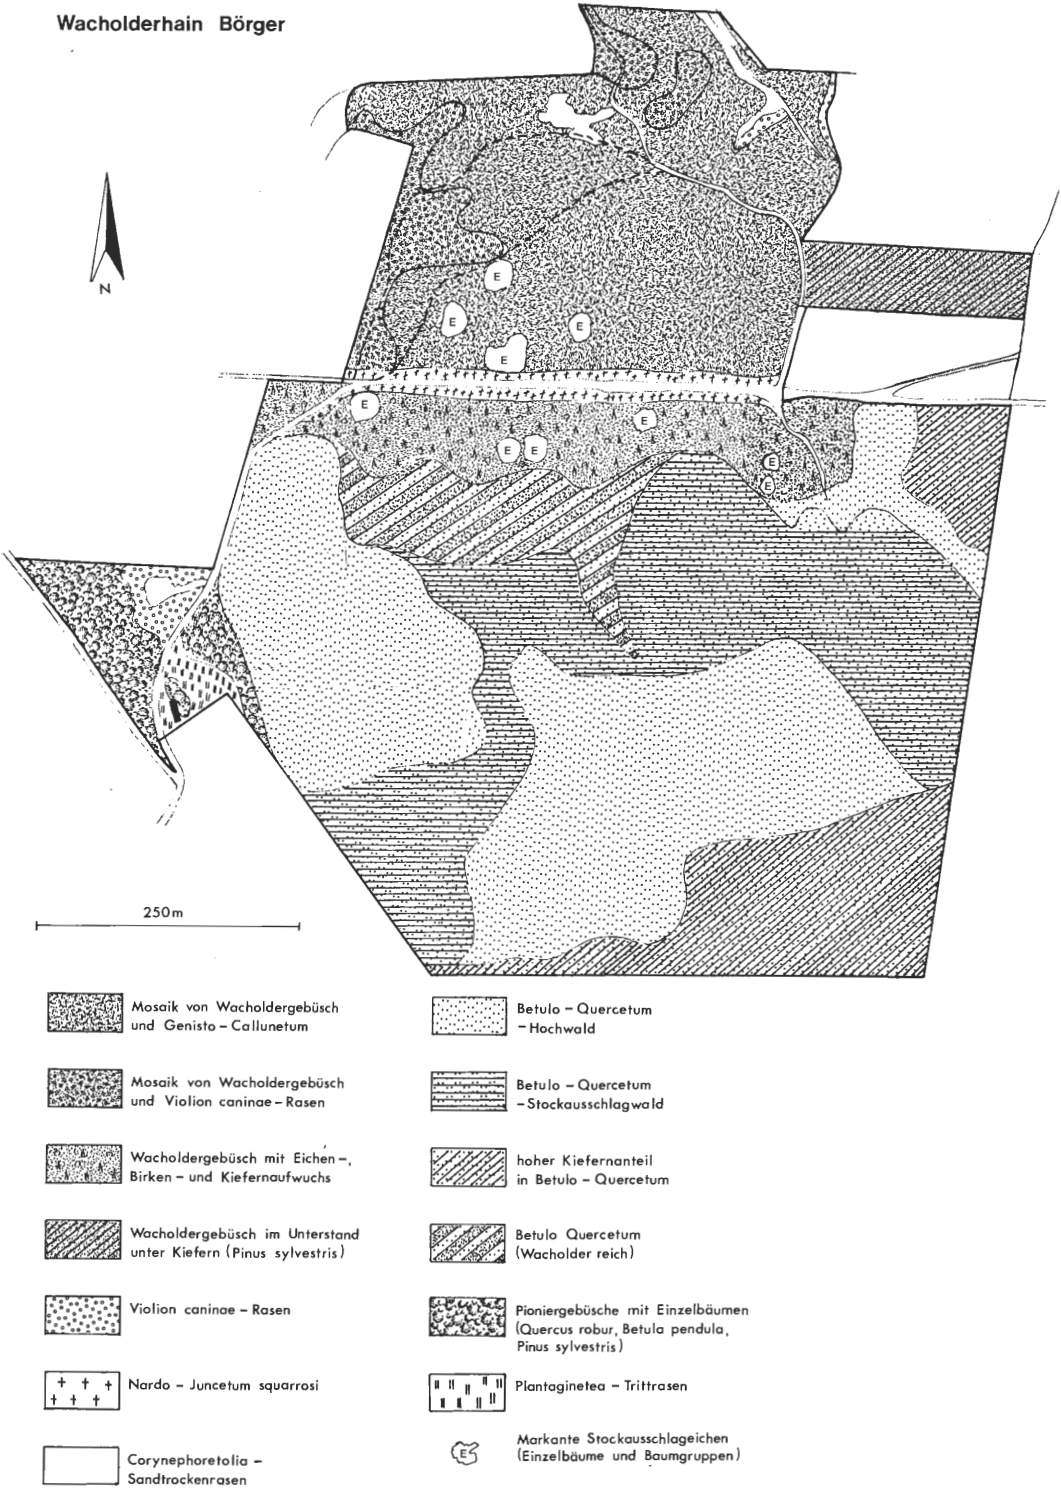 Wacholderhain Börger
N
E
E
E
E
E
E
E
E
E
E
250m
Mosaik von Wacholdergebüsch
und Genisto – Callunetum
Mosaik von Wacholdergebüsch
und Violion caninae – Rasen
Wacholdergebüsch mit Eichen –,
Birken – und Kiefernaufwuchs
Wacholdergebüsch im Unterstand
unter Kiefern (Pinus sylvestris)
Violion caninae – Rasen
Nardo – Juncetum squarrosi
Corynephoretolia –
Sandtrockenrasen
Betulo – Quercetum
– Hochwald
Betulo – Quercetum
– Stockausschlagwald
hoher Kiefernanteil
in Betulo – Quercetum
Betulo Quercetum
(Wacholder reich)
Pioniergebüsche mit Einzelbäumen
(Quercus robur, Betula pendula,
Pinus sylvestris)
Plantaginetea – Trittrasen
E
Markante Stockausschlageichen
(Einzelbäume und Baumgruppen)